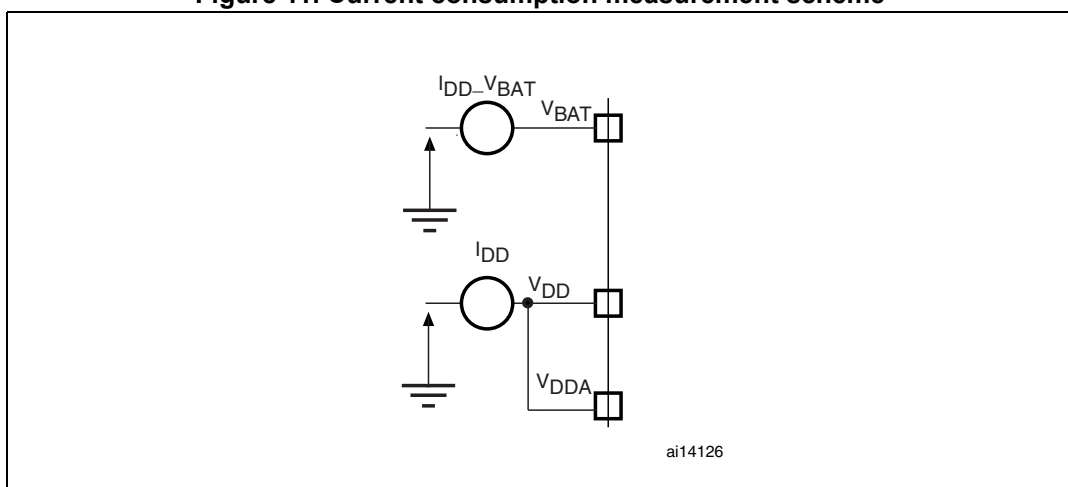 Figure 11. Current consumption measurement scheme
IDD_VBAT
VBAT
IDD
VDD
VDDA
ai14126